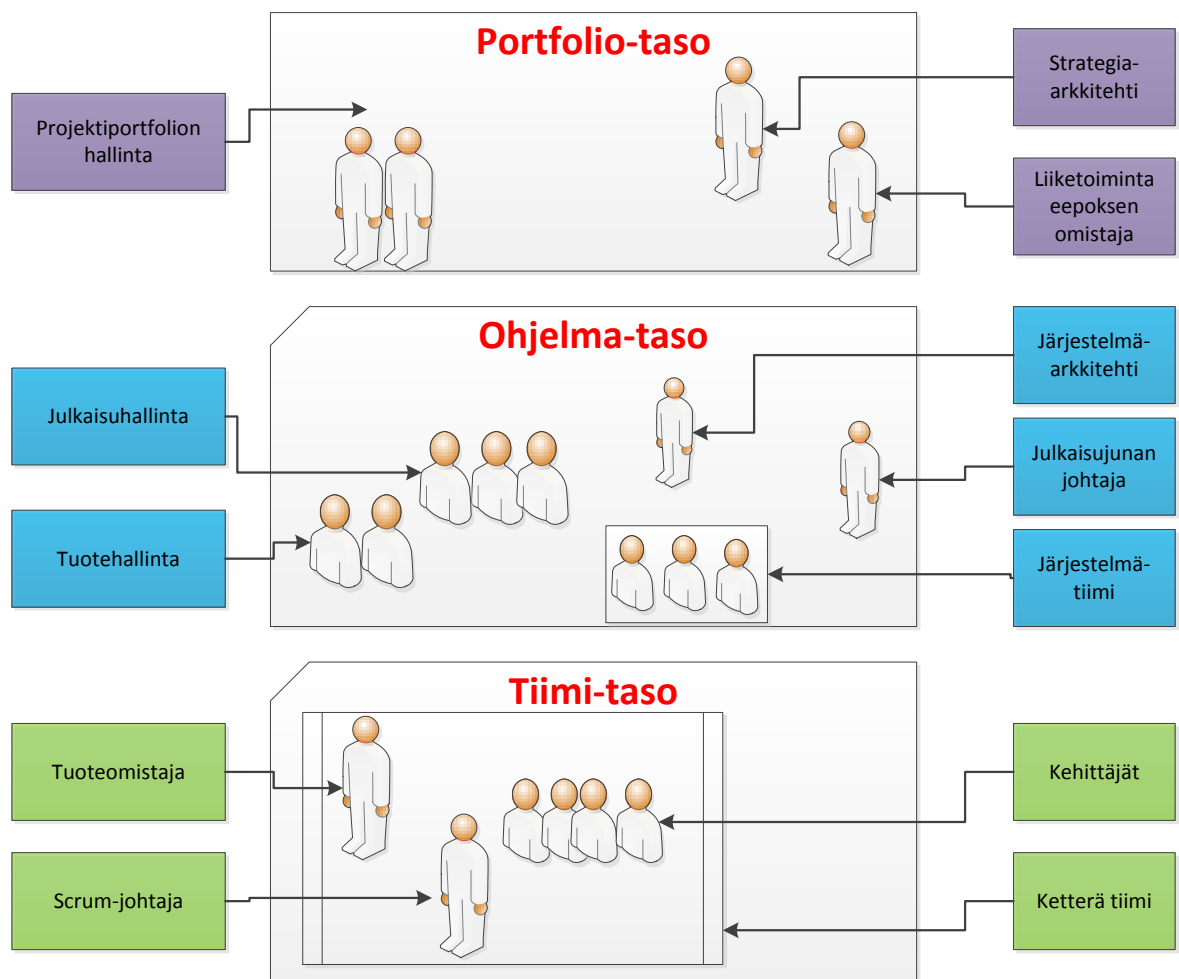 Portfolio-taso
Projektiportfolion
hallinta
Strategia-
arkkitehti
Liiketoiminta
eepoksen
omistaja
Ohjelma-taso
Julkaisuhallinta
Tuotehallinta
Järjestelmä-
arkkitehti
Julkaisujunan
johtaja
Järjestelmä-
tiimi
Tiimi-taso
Tuoteomistaja
Scrum-johtaja
Kehittäjät
Ketterä tiimi